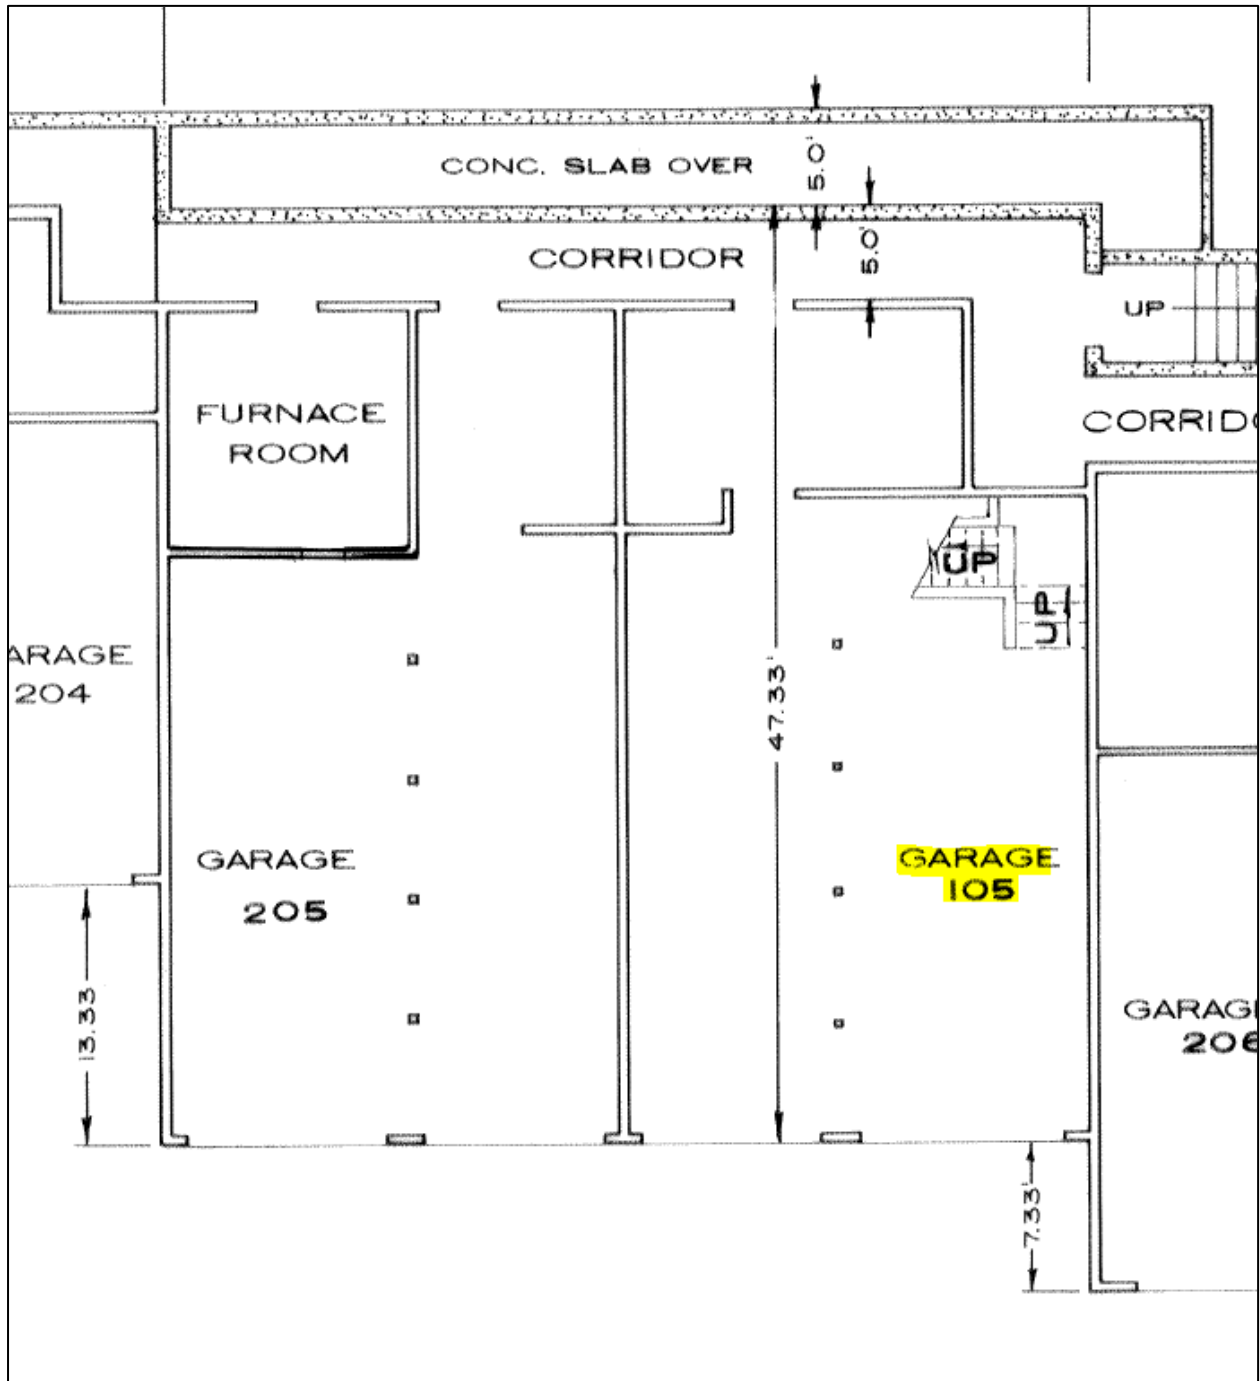 5.0'
CONC. SLAB OVER
5.0'
CORRIDOR
UP
FURNACE
ROOM
UP
UP
ARAGE
204
47.33'
GARAGE
205
GARAGE
105
13.33
GARAG
206
7.33'
CORRID